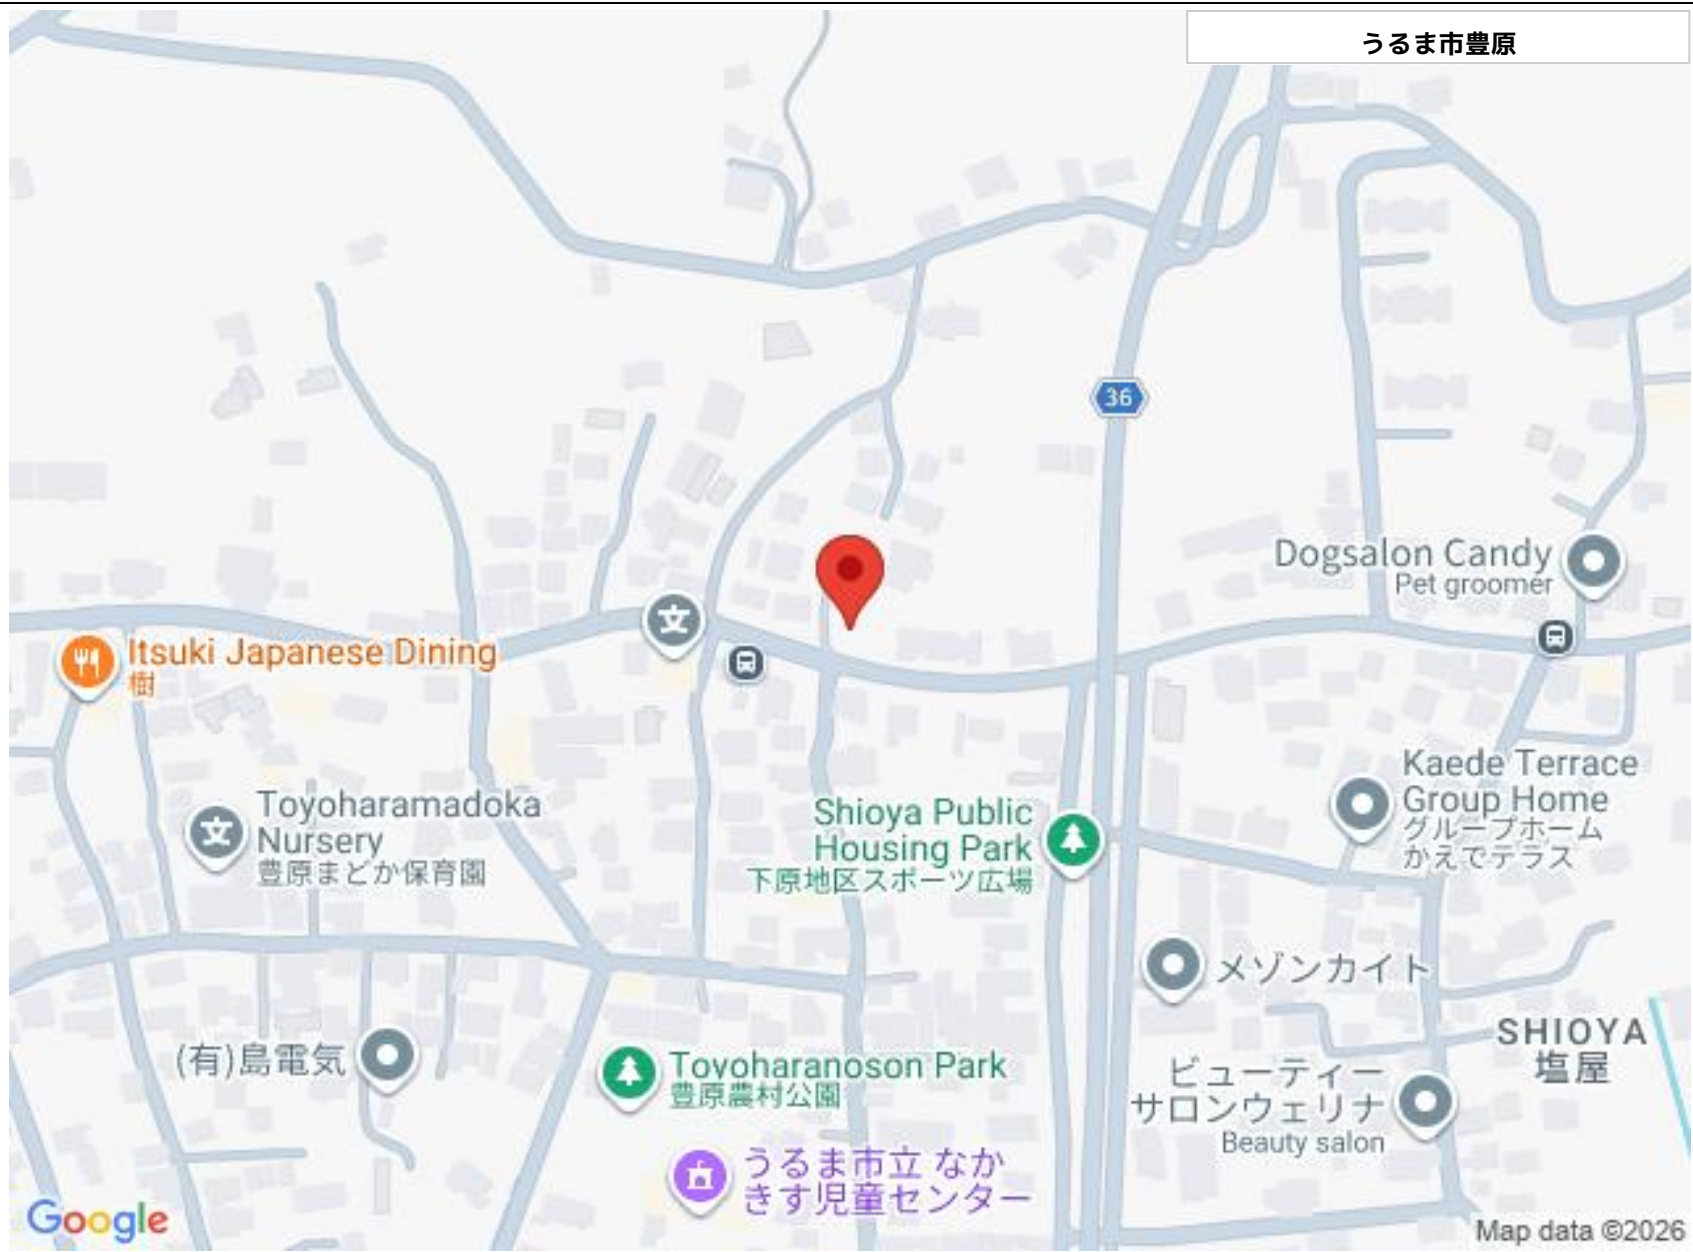 うるま市豊原
36
Dogsalon Candy
Pet groomer
文
Itsuki Japanese Dining
樹
Toyoharamadoka
Nursery
豊原まどか保育園
文
Shioya Public
Housing Park
下原地区スポーツ広場
Kaede Terrace
Group Home
グループホーム
かえでテラス
メゾンカイト
(有)島電気
Toyoharanoson Park
豊原農村公園
SHIOYA
塩屋
ビューティー
サロンウェリナ
Beauty salon
うるま市立 なか
きす児童センター
Google
Map data ©2026